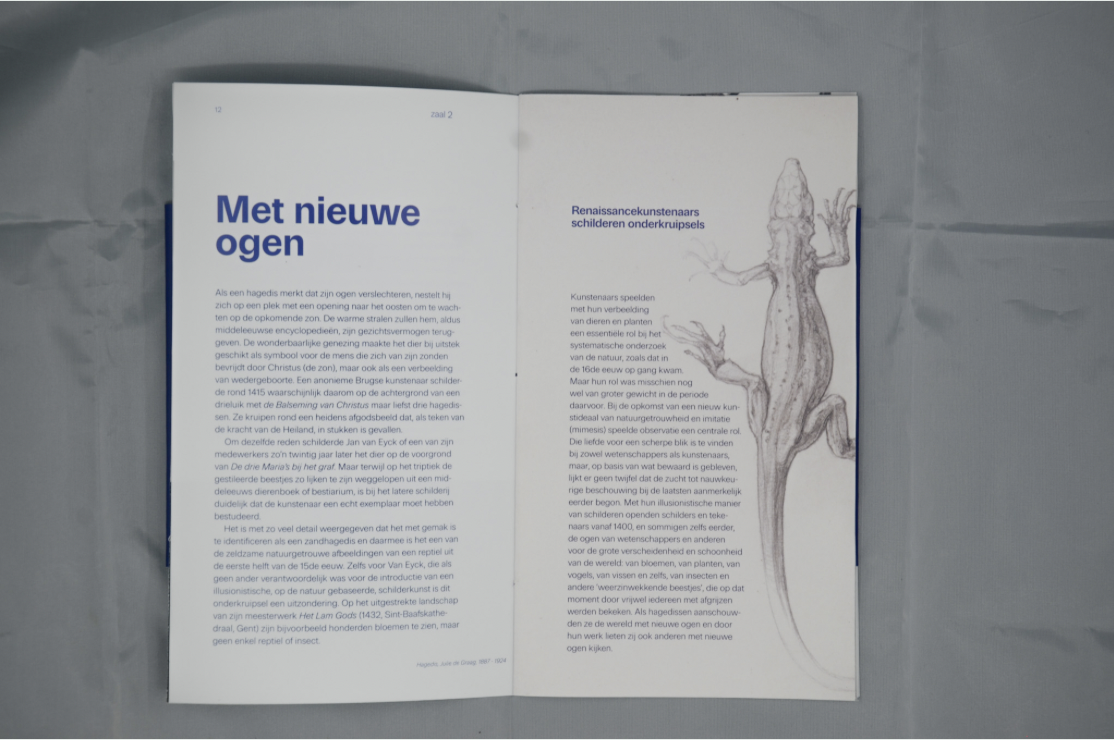 12
zaal 2
Met nieuwe
ogen
Als een hagedis merkt dat zijn ogen verslechteren, nestelt hij
zich op een plek met een opening naar het oosten om te wach-
ten op de opkomende zon. De warme stralen zullen hem, aldus
middeleeuwse encyclopedieën, zijn gezichtsvermogen terug-
geven. De wonderbaarlijke genezing maakte het dier bij uitstek
geschikt als symbool voor de mens die zich van zijn zonden
bevrijdt door Christus (de zon), maar ook als een verbeelding
van wedergeboorte. Een anonieme Brugse kunstenaar schilder-
de rond 1415 waarschijnlijk daarom op de achtergrond van een
drieluik met de Balseming van Christus maar liefst drie hagedis-
sen. Ze kruipen rond een heidens afgodsbeeld dat, als teken van
de kracht van de Heiland, in stukken is gevallen.
Om dezelfde reden schilderde Jan van Eyck of een van zijn
medewerkers zo'n twintig jaar later het dier op de voorgrond
van De drie Maria's bij het graf. Maar terwijl op het triptiek de
gestileerde beestjes zo lijken te zijn weggelopen uit een mid-
deleeuws dierenboek of bestiarium, is bij het latere schilderij
duidelijk dat de kunstenaar een echt exemplaar moet hebben
bestudeerd.
Het is met zo veel detail weergegeven dat het met gemak is
te identificeren als een zandhagedis en daarmee is het een van
de zeldzame natuurgetrouwe afbeeldingen van een reptiel uit
de eerste helft van de 15de eeuw. Zelfs voor Van Eyck, die als
geen ander verantwoordelijk was voor de introductie van een
illusionistische, op de natuur gebaseerde, schilderkunst is dit
onderkruipsel een uitzondering. Op het uitgestrekte landschap
van zijn meesterwerk Het Lam Gods (1432, Sint-Baafskathe-
draal, Gent) zijn bijvoorbeeld honderden bloemen te zien, maar
geen enkel reptiel of insect.
Hagedis, Julie de Graag, 1887 - 1924
Renaissancekunstenaars
schilderen onderkruipsels
Kunstenaars speelden
met hun verbeelding
van dieren en planten
een essentiële rol bij het
systematische onderzoek
van de natuur, zoals dat in
de 16de eeuw op gang kwam.
Maar hun rol was misschien nog
wel van groter gewicht in de periode
daarvoor. Bij de opkomst van een nieuw kun-
stideaal van natuurgetrouwheid en imitatie
(mimesis) speelde observatie een centrale rol.
Die liefde voor een scherpe blik is te vinden
bij zowel wetenschappers als kunstenaars,
maar, op basis van wat bewaard is gebleven,
lijkt er geen twijfel dat de zucht tot nauwkeu-
rige beschouwing bij de laatsten aanmerkelijk
eerder begon. Met hun illusionistische manier
van schilderen openden schilders en teke-
naars vanaf 1400, en sommigen zelfs eerder,
de ogen van wetenschappers en anderen
voor de grote verscheidenheid en schoonheid
van de wereld: van bloemen, van planten, van
vogels, van vissen en zelfs, van insecten en
andere 'weerzinwekkende beestjes', die op dat
moment door vrijwel iedereen met afgrijzen
werden bekeken. Als hagedissen aanschouw-
den ze de wereld met nieuwe ogen en door
hun werk lieten zij ook anderen met nieuwe
ogen kijken.